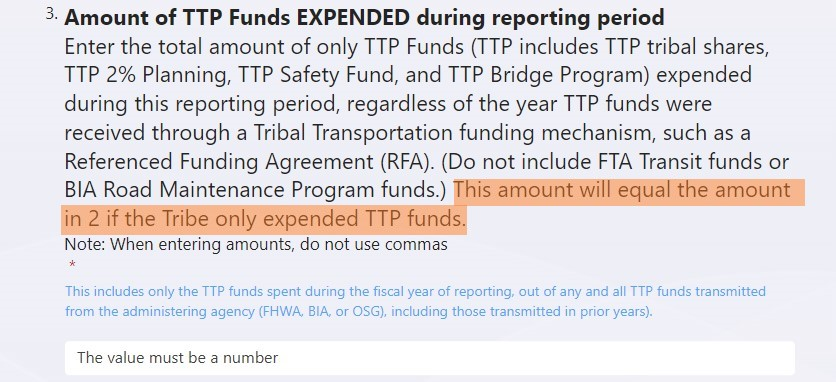 3. Amount of TTP Funds EXPENDED during reporting period
Enter the total amount of only TTP Funds (TTP includes TTP tribal shares,
TTP 2% Planning, TTP Safety Fund, and TTP Bridge Program) expended
during this reporting period, regardless of the year TTP funds were
received through a Tribal Transportation funding mechanism, such as a
Referenced Funding Agreement (RFA). (Do not include FTA Transit funds or
BIA Road Maintenance Program funds.) This amount will equal the amount
in 2 if the Tribe only expended TTP funds.
Note: When entering amounts, do not use commas
*
This includes only the TTP funds spent during the fiscal year of reporting, out of any and all TTP funds transmitted
from the administering agency (FHWA, BIA, or OSG), including those transmitted in prior years).
The value must be a number